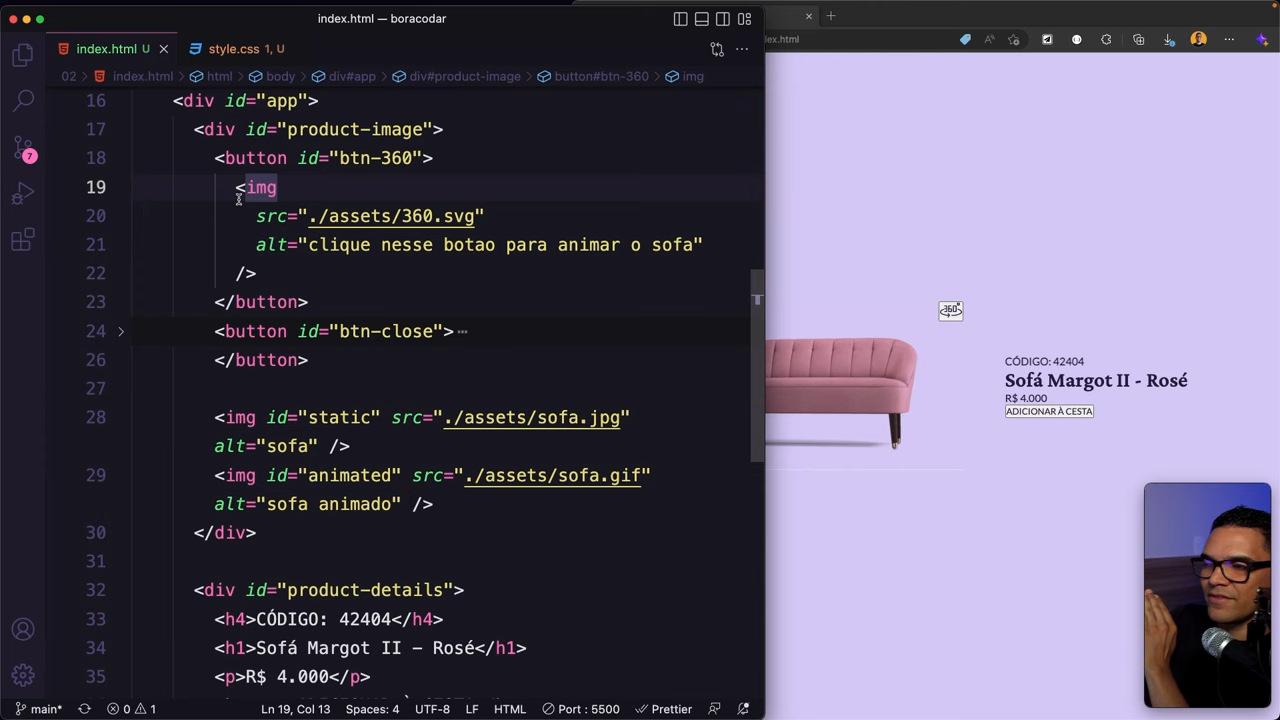 index.html — boracodar
index.html U
style.css 1, U
html
02 index.html html body div#app div#product-image button#btn-360 img
16 <div id="app">
17 <div id="product-image">
18 <button id="btn-360">
19 <img
20 src="./assets/360.svg"
21 alt="clique nesse botao para animar o sofa"
22 />
23 </button>
24 <button id="btn-close">
26 </button>
27
28 <img id="static" src="./assets/sofa.jpg"
alt="sofa" />
29 <img id="animated" src="./assets/sofa.gif"
alt="sofa animado" />
30 </div>
31
32 <div id="product-details">
33 <h4>CÓDIGO: 42404</h4>
34 <h1>Sofá Margot II - Rosé</h1>
35 <p>R$ 4.000</p>
7
360°
CÓDIGO: 42404
Sofá Margot II - Rosé
R$ 4.000
ADICIONAR À CESTA
main* 0 1 Ln 19, Col 13 Spaces: 4 UTF-8 LF HTML Port : 5500 Prettier